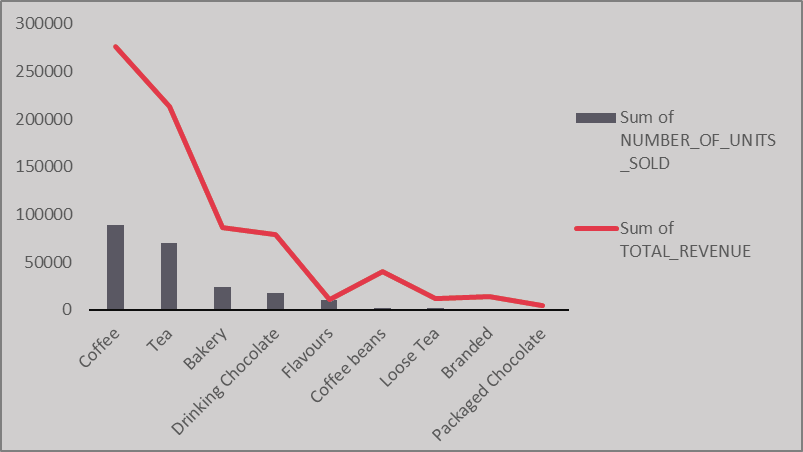 300000
250000
200000
150000
100000
50000
0
Coffee
Tea
Bakery
Drinking Chocolate
Flavours
Coffee beans
Loose Tea
Branded
Packaged Chocolate
Sum of
NUMBER_OF_UNITS
_SOLD
Sum of
TOTAL_REVENUE